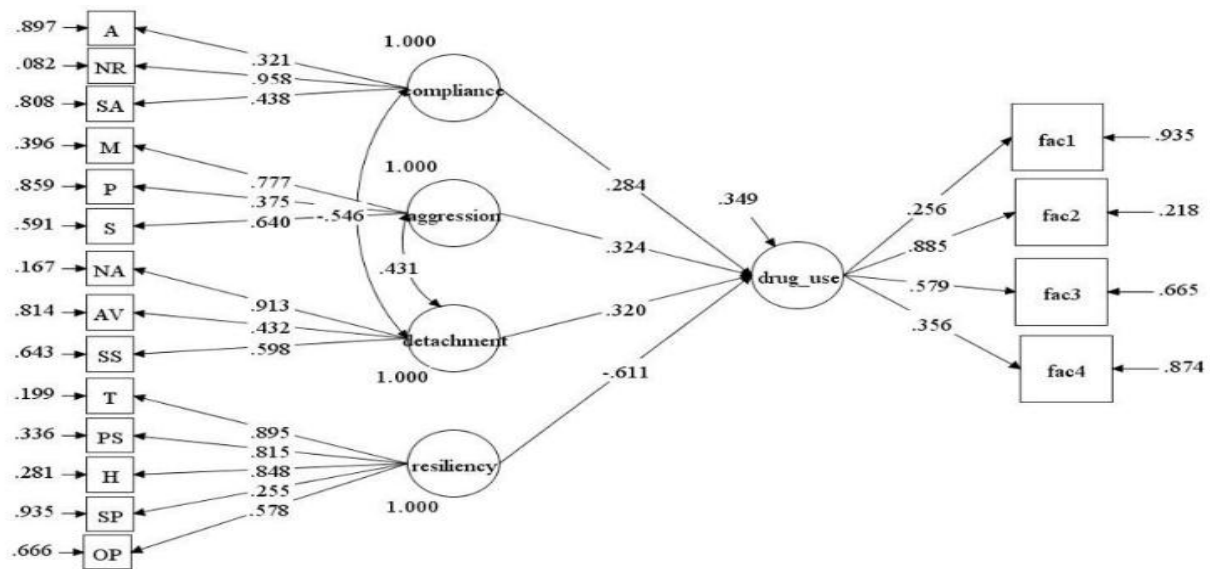 .897 A
.082 NR
.808 SA
.396 M
.859 P
.591 S
.167 NA
.814 AV
.643 SS
.199 T
.336 PS
.281 H
.935 SP
.666 OP
.321
.958
.438
.777
.375
.640
-.546
.431
.913
.432
.598
.895
.815
.848
.255
.578
1.000
compliance
1.000
aggression
detachment
1.000
resiliency
1.000
.284
.324
.320
-.611
.349
drug_use
.256
.885
.579
.356
fac1 .935
fac2 .218
fac3 .665
fac4 .874